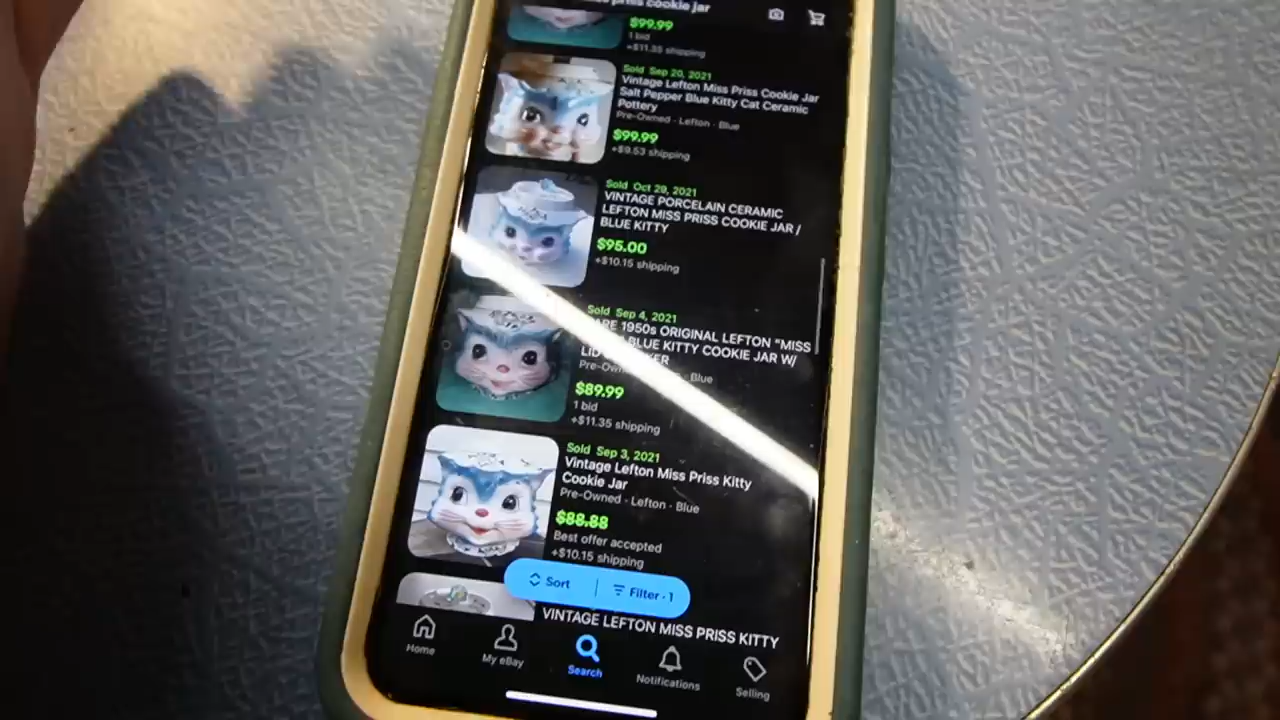 cookie jar
$99.99
1 bid
+$11.35 shipping
Sold Sep 20, 2021
Vintage Lefton Miss Priss Cookie Jar
Salt Pepper Blue Kitty Cat Ceramic
Pottery
Pre-Owned · Lefton · Blue
$99.99
+$9.53 shipping
Sold Oct 29, 2021
VINTAGE PORCELAIN CERAMIC
LEFTON MISS PRISS COOKIE JAR /
BLUE KITTY
$95.00
+$10.15 shipping
Sold Sep 4, 2021
1950s ORIGINAL LEFTON "MISS
BLUE KITTY COOKIE JAR W/
LID
Blue
$89.99
1 bid
+$11.35 shipping
Sold Sep 3, 2021
Vintage Lefton Miss Priss Kitty
Cookie Jar
Pre-Owned · Lefton · Blue
$88.88
Best offer accepted
+$10.15 shipping
Sort
Filter · 1
VINTAGE LEFTON MISS PRISS KITTY
Home
My eBay
Search
Notifications
Selling